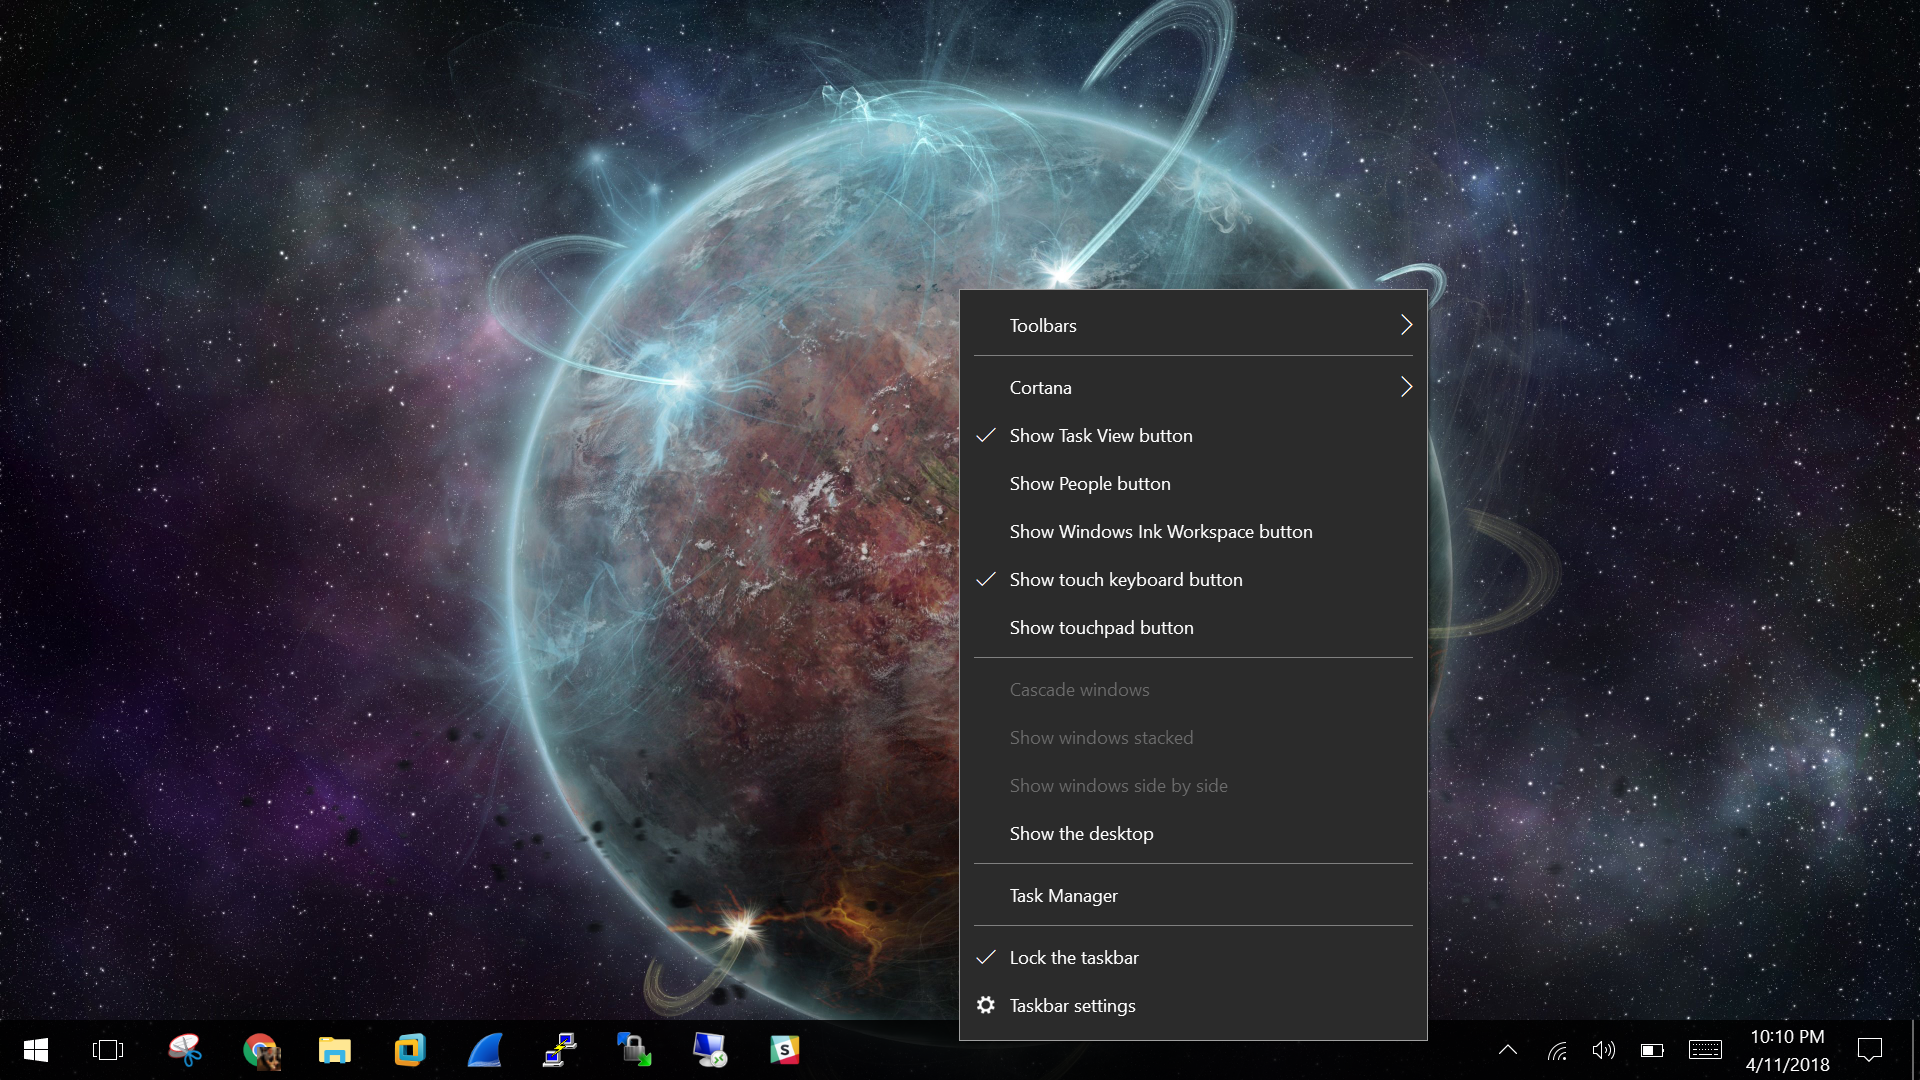 Toolbars
Cortana
Show Task View button
Show People button
Show Windows Ink Workspace button
Show touch keyboard button
Show touchpad button
Cascade windows
Show windows stacked
Show windows side by side
Show the desktop
Task Manager
Lock the taskbar
Taskbar settings
S
10:10 PM
4/11/2018